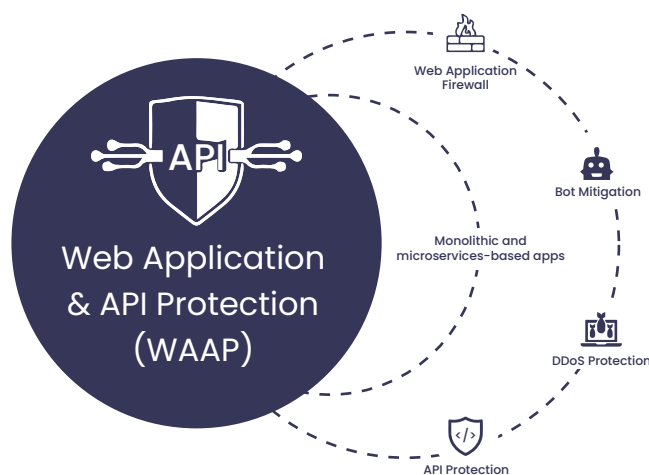 API
Web Application
& API Protection
(WAAP)
Web Application
Firewall
Bot Mitigation
Monolithic and
microservices-based apps
DDoS Protection
</>
API Protection